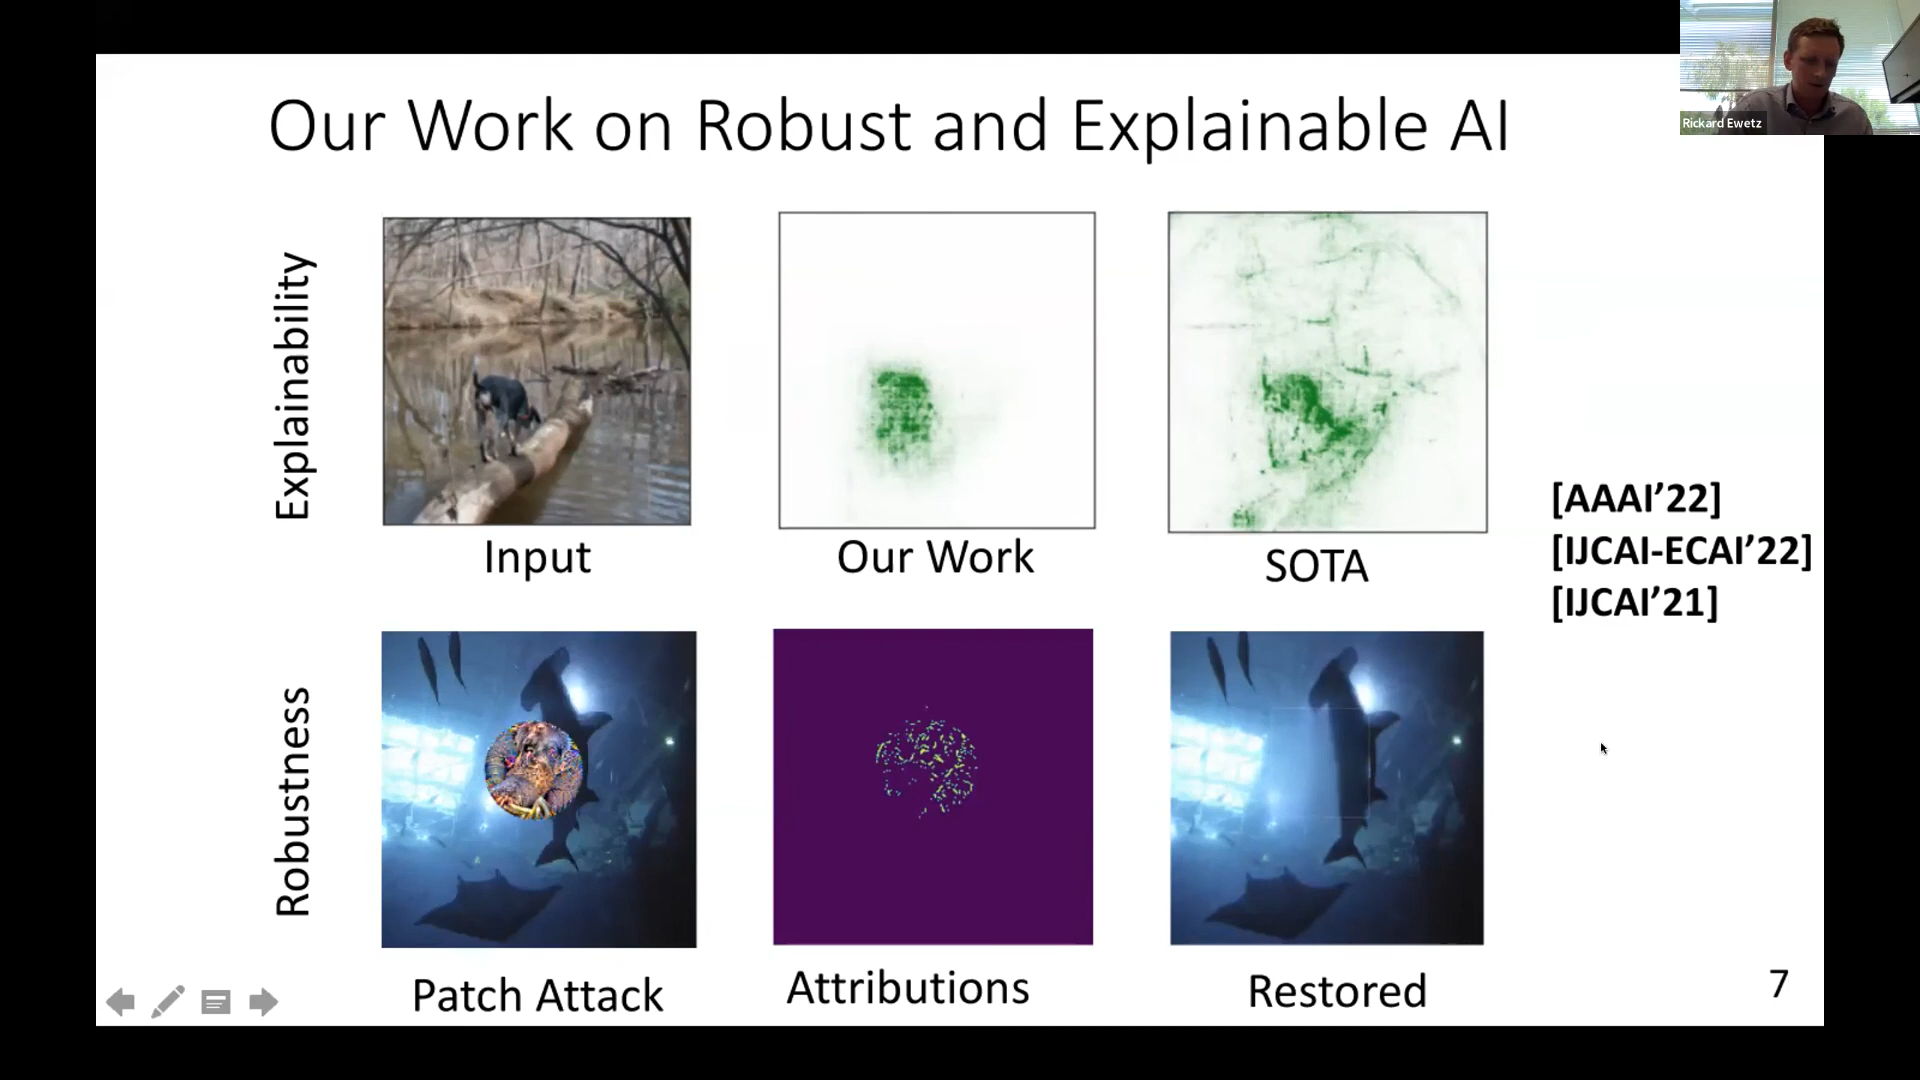 Rickard Ewetz
Our Work on Robust and Explainable AI
Explainability
Input
Our Work
SOTA
[AAAI’22]
[IJCAI-ECAI’22]
[IJCAI’21]
Robustness
Patch Attack
Attributions
Restored
7